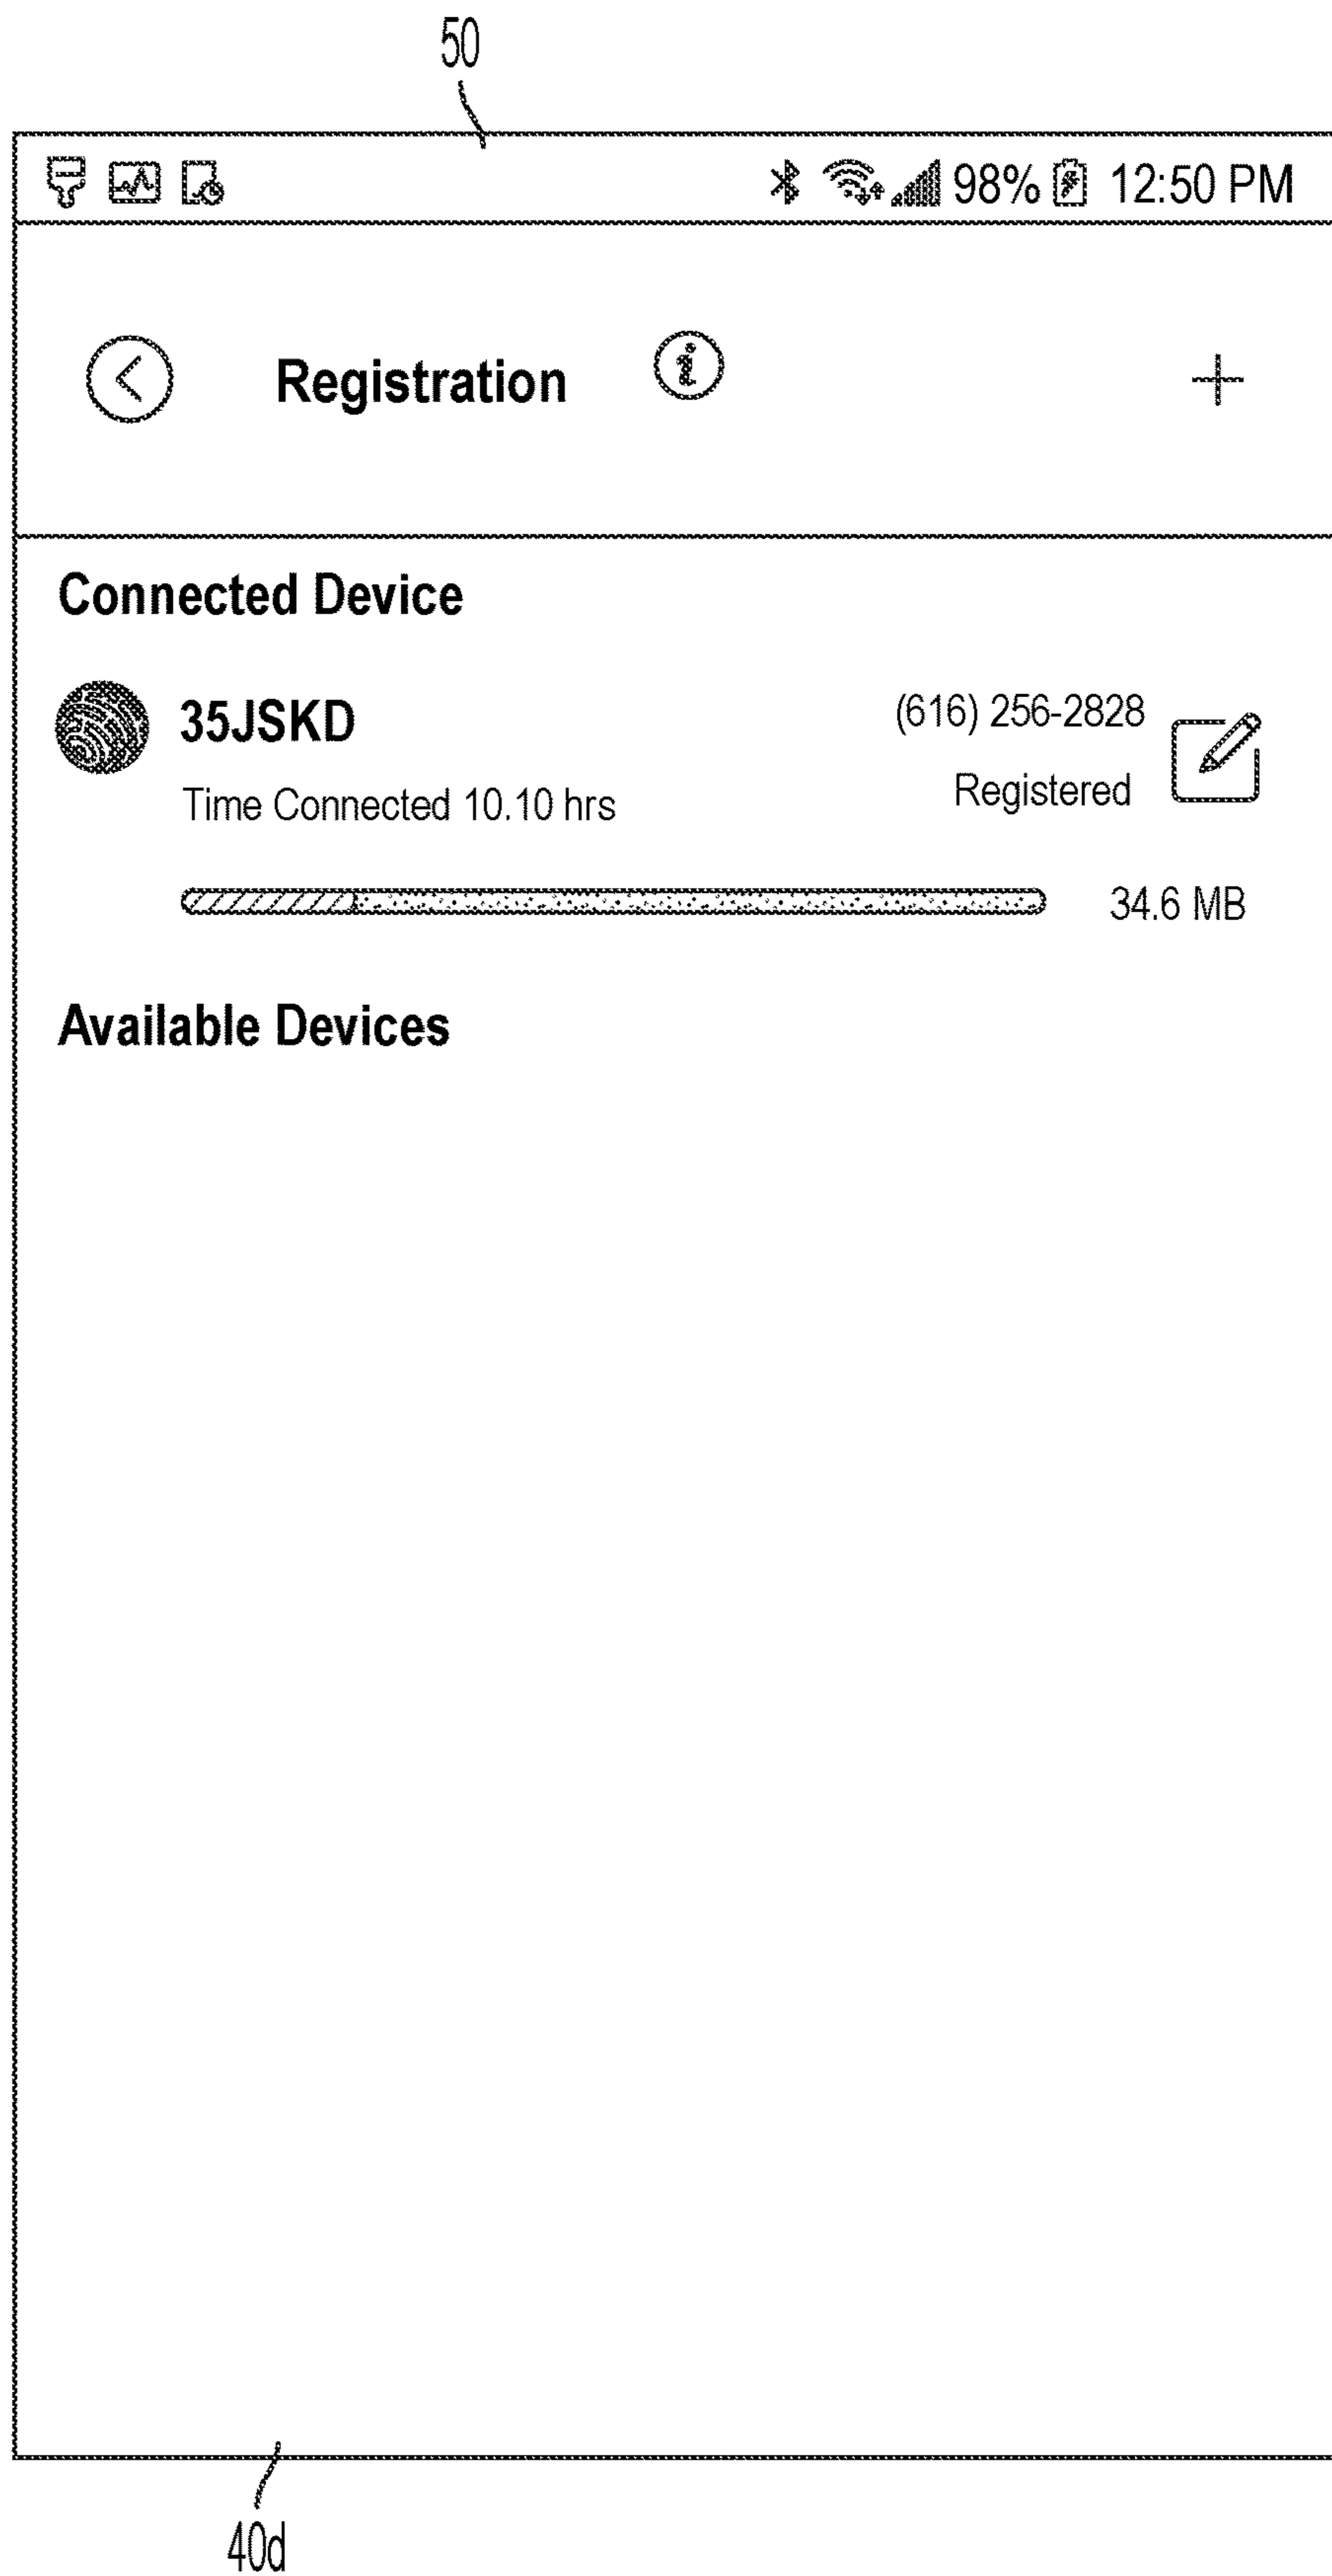 50
98% 12:50 PM
Registration i +
Connected Device
35JSKD (616) 256-2828
Time Connected 10.10 hrs Registered
34.6 MB
Available Devices
40d